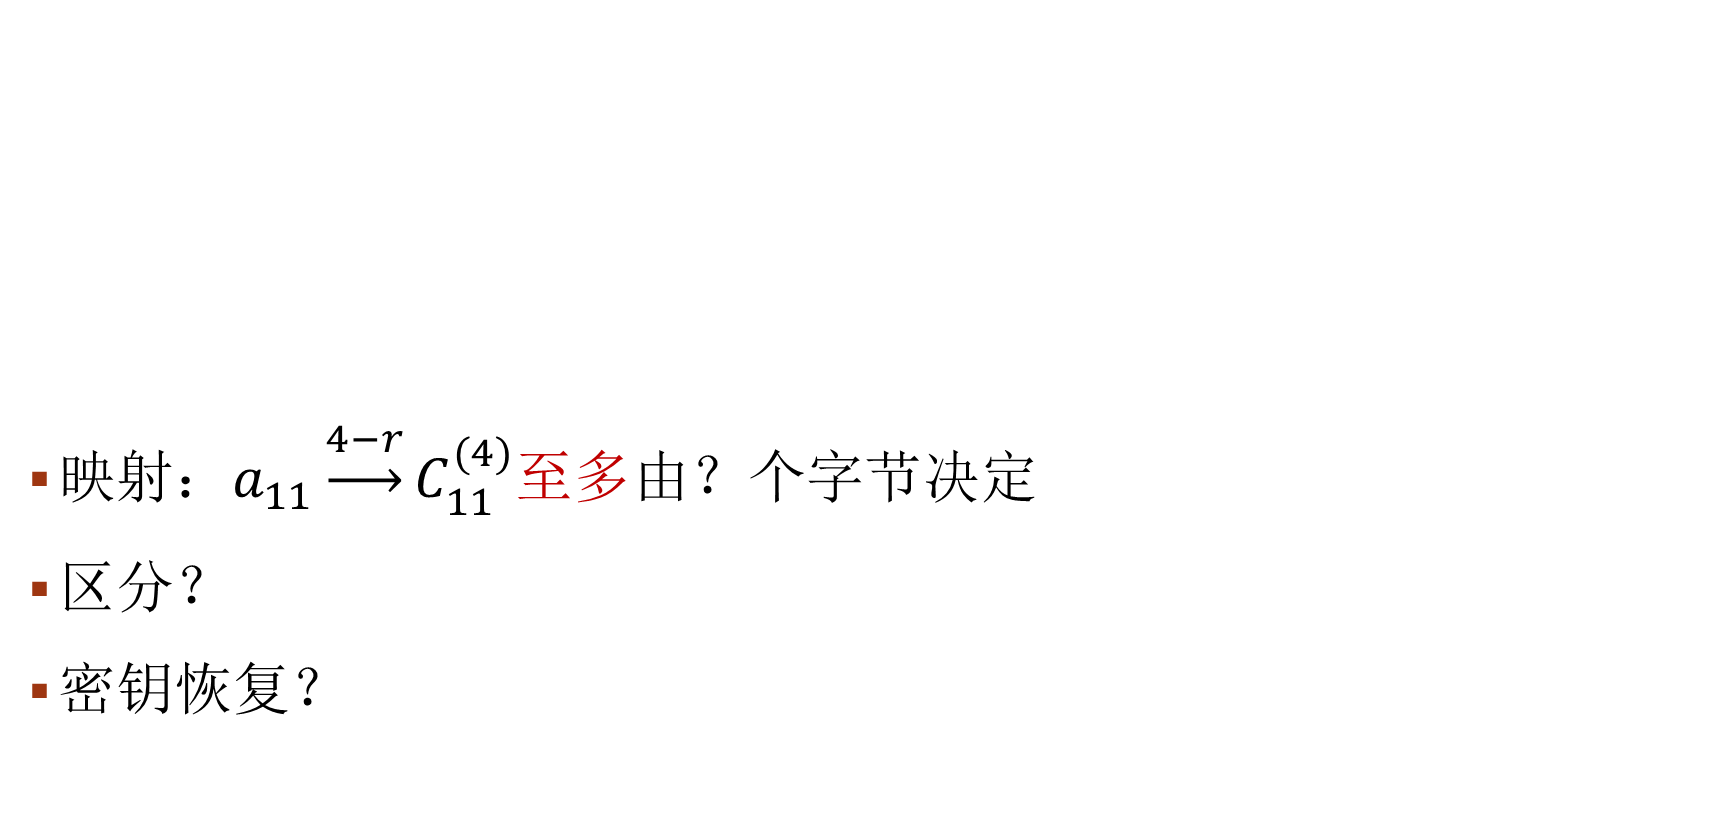 ▪ 映射：$a_{11} \xrightarrow{4-r} C_{11}^{(4)}$至多由？个字节决定
▪ 区分？
▪ 密钥恢复？